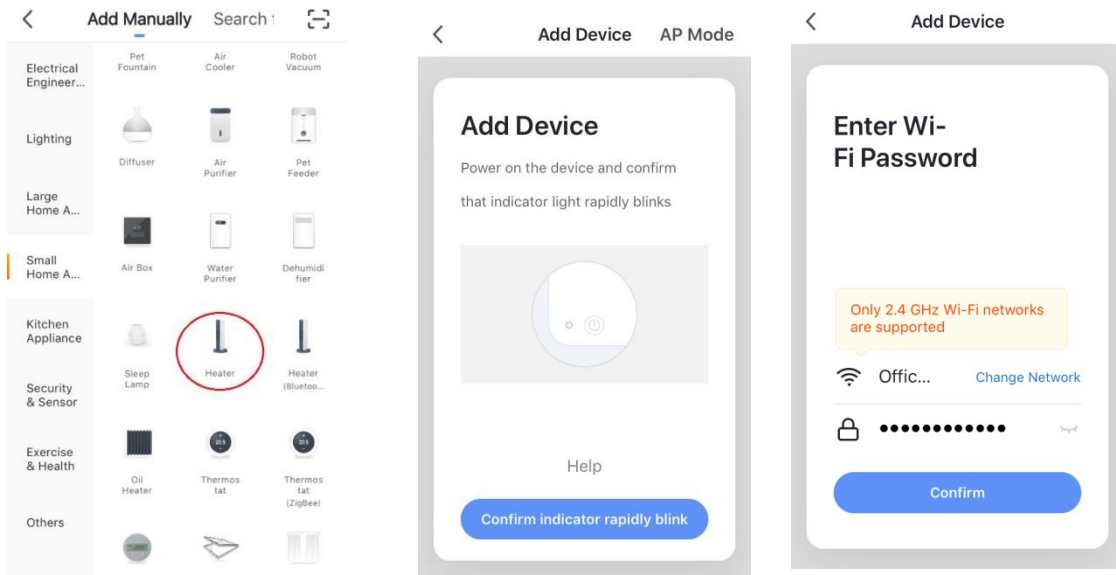 Add Manually Search
Electrical
Engineer...
Lighting
Large
Home A...
Small
Home A...
Kitchen
Appliance
Security
& Sensor
Exercise
& Health
Others
Pet
Fountain
Air
Cooler
Robot
Vacuum
Diffuser
Air
Purifier
Pet
Feeder
Air Box
Water
Purifier
Dehumidi
fier
Sleep
Lamp
Heater
Heater
(Bluetoo...
Oil
Heater
Thermos
tat
Thermos
tat
(ZigBee)
Add Device AP Mode
Add Device
Power on the device and confirm
that indicator light rapidly blinks
Help
Confirm indicator rapidly blink
Add Device
Enter Wi-
Fi Password
Only 2.4 GHz Wi-Fi networks
are supported
Offic... Change Network
●●●●●●●●●●●●
Confirm